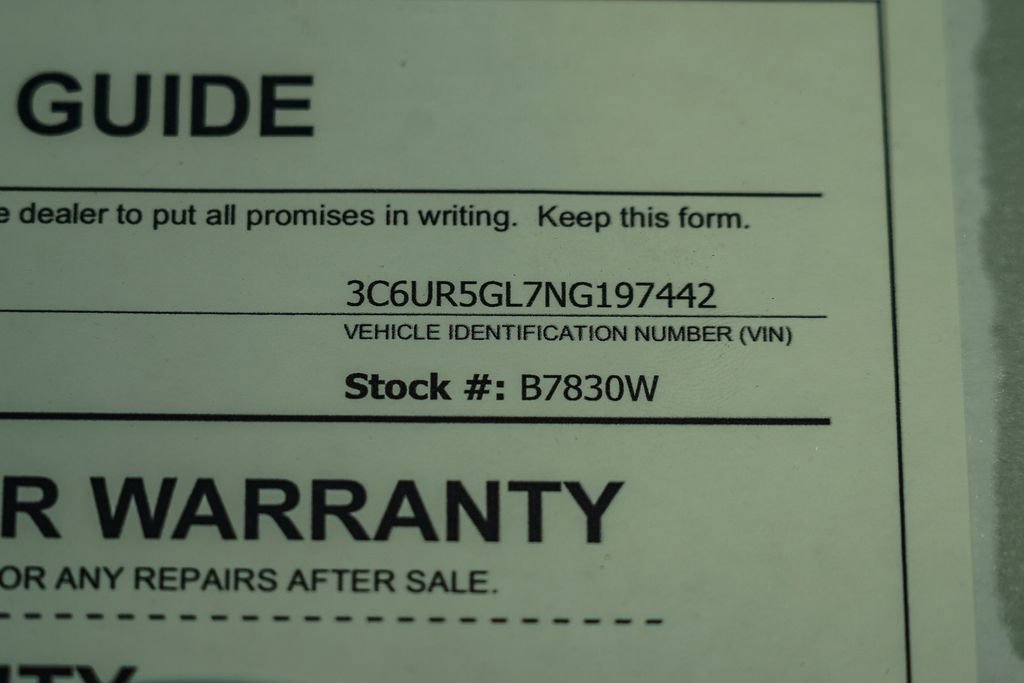 GUIDE
e dealer to put all promises in writing. Keep this form.
3C6UR5GL7NG197442
VEHICLE IDENTIFICATION NUMBER (VIN)
Stock #: B7830W
R WARRANTY
OR ANY REPAIRS AFTER SALE.
TY